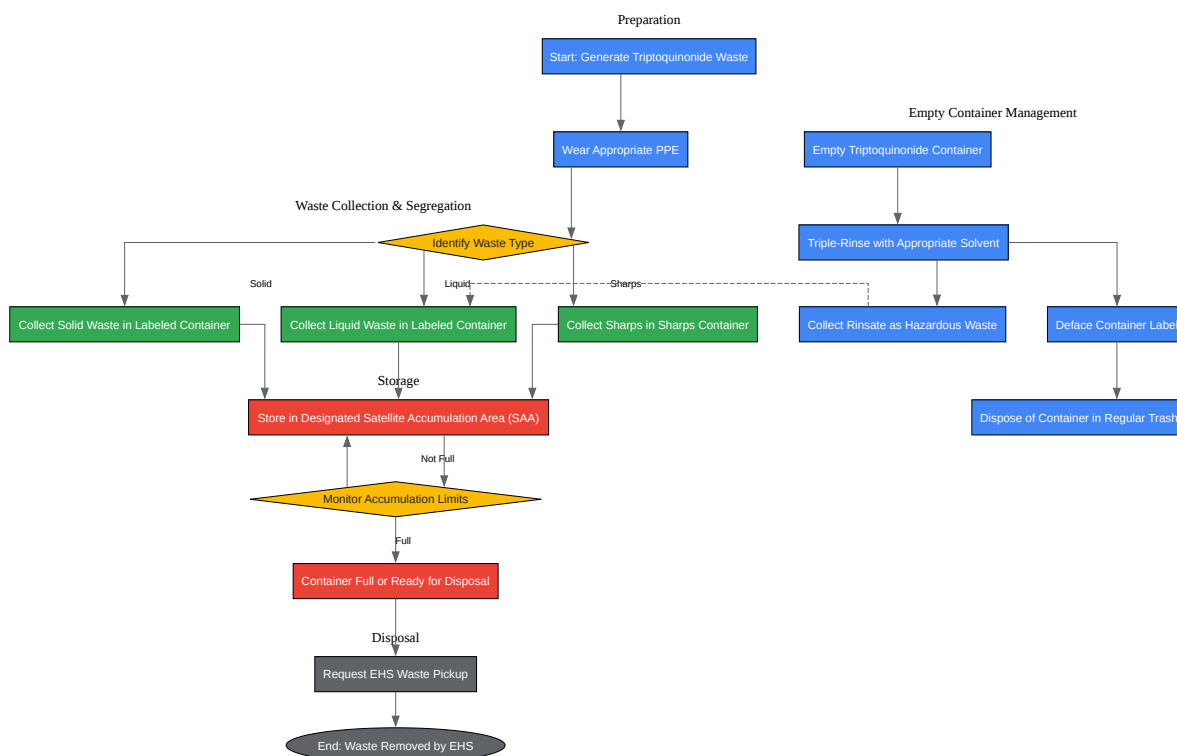 Preparation
Start: Generate Triptoquinonide Waste
Empty Container Management
Wear Appropriate PPE
Empty Triptoquinonide Container
Waste Collection & Segregation
Identify Waste Type
Triple-Rinse with Appropriate Solvent
Solid
Liquid
Sharps
Collect Solid Waste in Labeled Container
Collect Liquid Waste in Labeled Container
Collect Sharps in Sharps Container
Collect Rinsate as Hazardous Waste
Deface Container Label
Storage
Store in Designated Satellite Accumulation Area (SAA)
Dispose of Container in Regular Trash
Not Full
Monitor Accumulation Limits
Full
Container Full or Ready for Disposal
Disposal
Request EHS Waste Pickup
End: Waste Removed by EHS